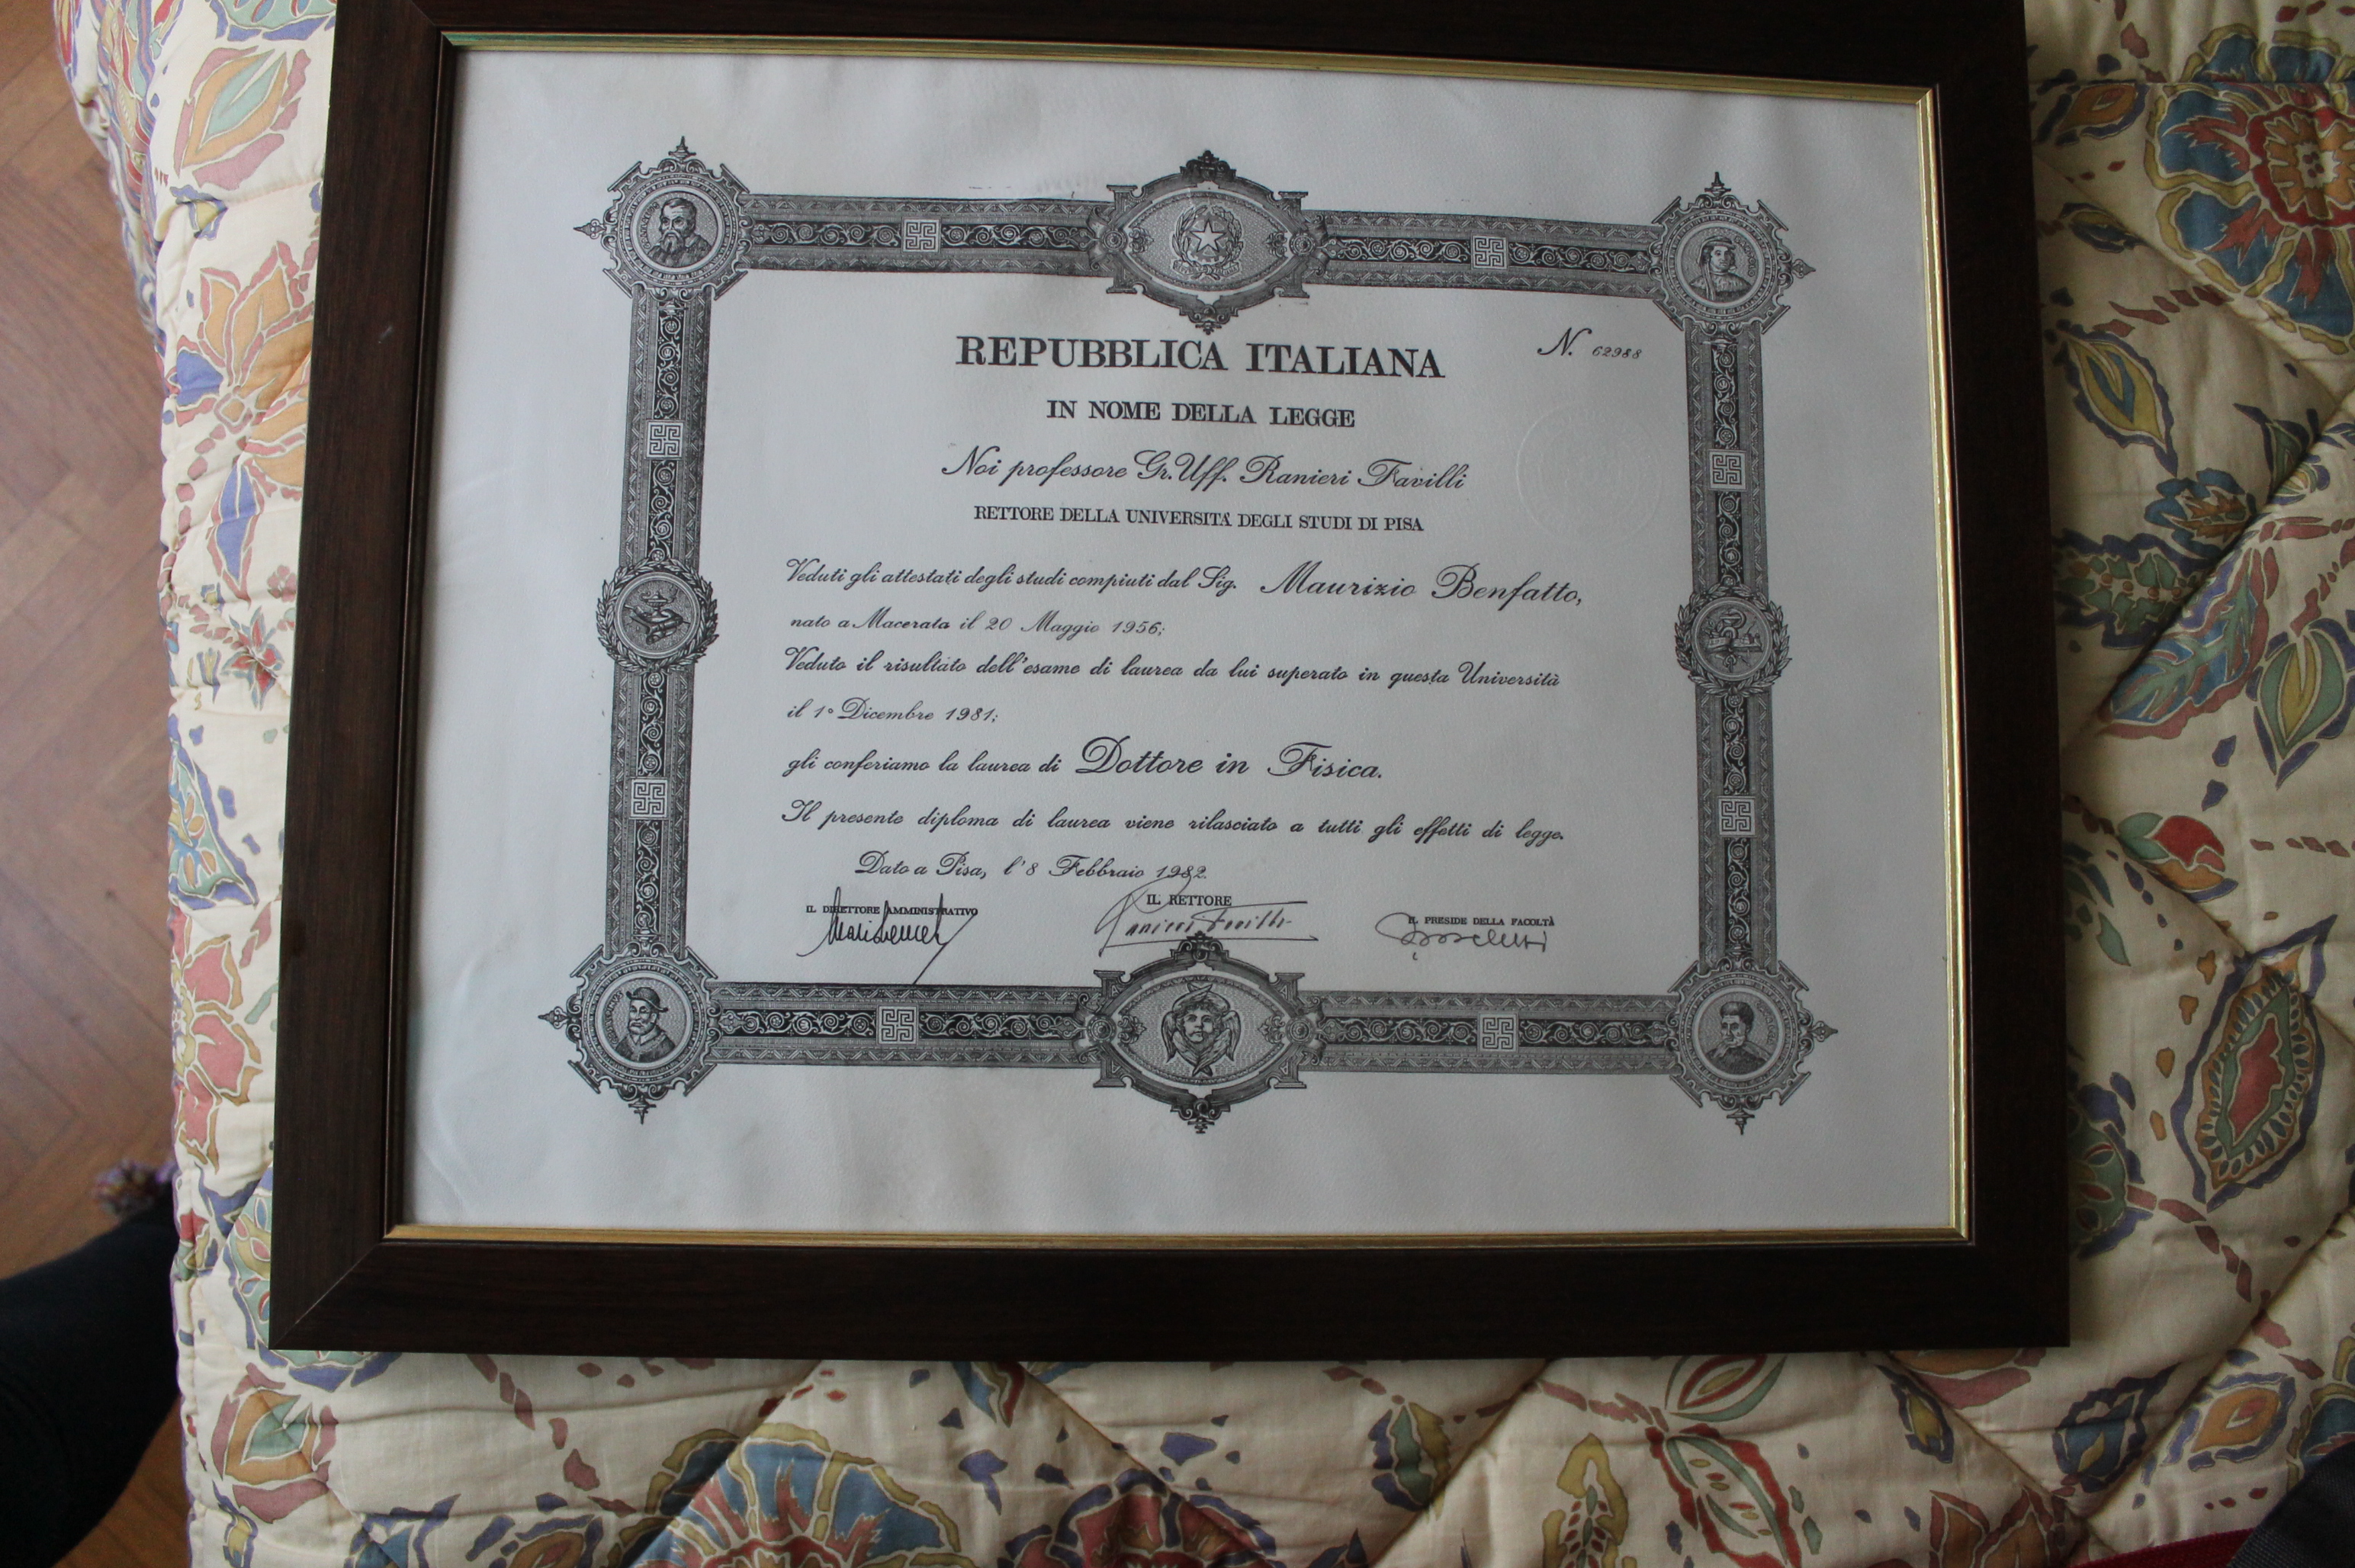 REPUBBLICA ITALIANA
N. 62988
IN NOME DELLA LEGGE
Noi professore Gr. Uff. Ranieri Favilli
RETTORE DELLA UNIVERSITÀ DEGLI STUDI DI PISA
Veduti gli attestati degli studi compiuti dal Sig. Maurizio Benfatto,
nato a Macerata il 20 Maggio 1956;
Veduto il risultato dell'esame di laurea da lui superato in questa Università
il 1° Dicembre 1981;
gli conferiamo la laurea di Dottore in Fisica.
Il presente diploma di laurea viene rilasciato a tutti gli effetti di legge.
Dato a Pisa, l'8 Febbraio 1982
IL DIRETTORE AMMINISTRATIVO
IL RETTORE
IL PRESIDE DELLA FACOLTÀ
Ranieri Favilli